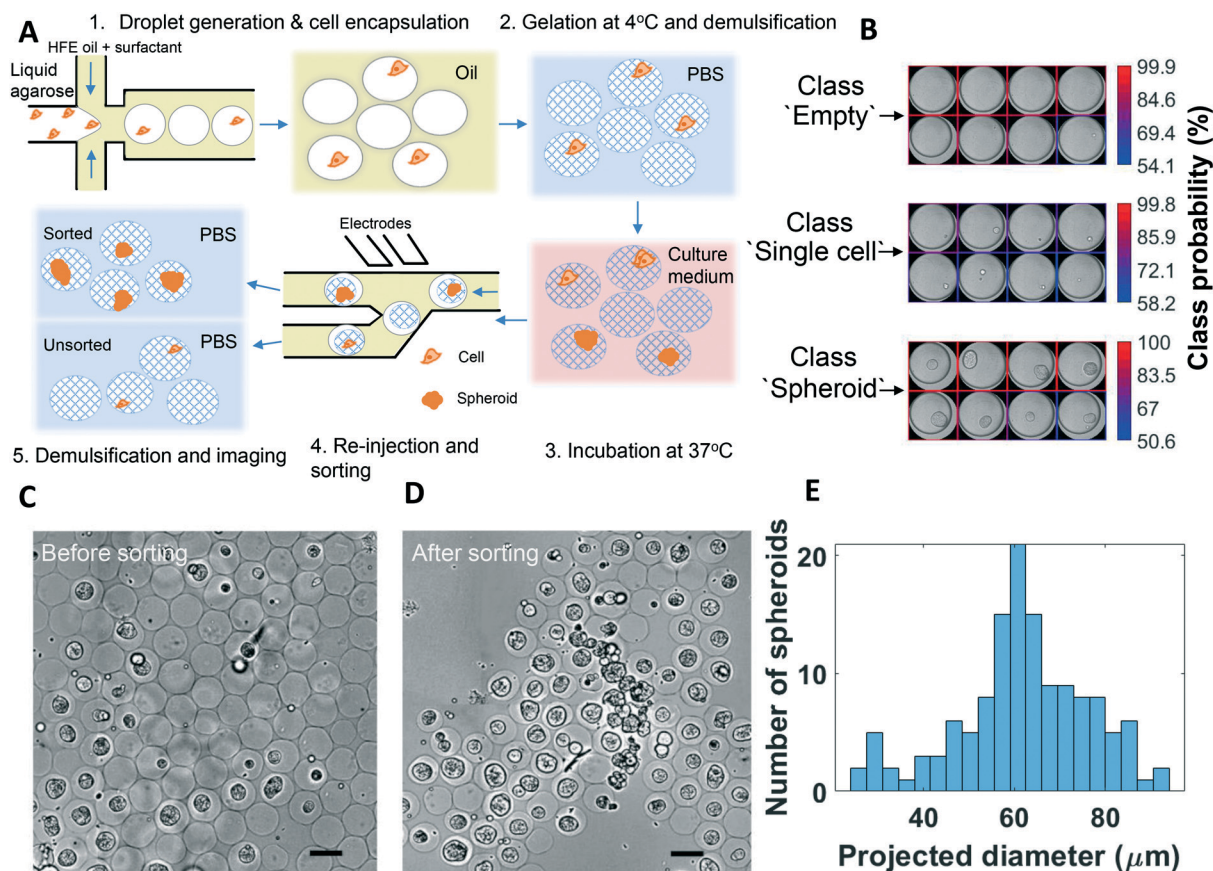 A
1. Droplet generation & cell encapsulation
HFE oil + surfactant
Liquid
agarose
Oil
2. Gelation at 4°C and demulsification
PBS
Culture
medium
3. Incubation at 37°C
Electrodes
Cell
Spheroid
4. Re-injection and
sorting
Sorted
PBS
Unsorted
PBS
5. Demulsification and imaging
B
Class
`Empty`
99.9
84.6
69.4
54.1
Class
`Single cell`
99.8
85.9
72.1
58.2
Class
`Spheroid`
100
83.5
67
50.6
Class probability (%)
C
Before sorting
D
After sorting
E
Number of spheroids
20
10
0
40
60
80
Projected diameter (μm)